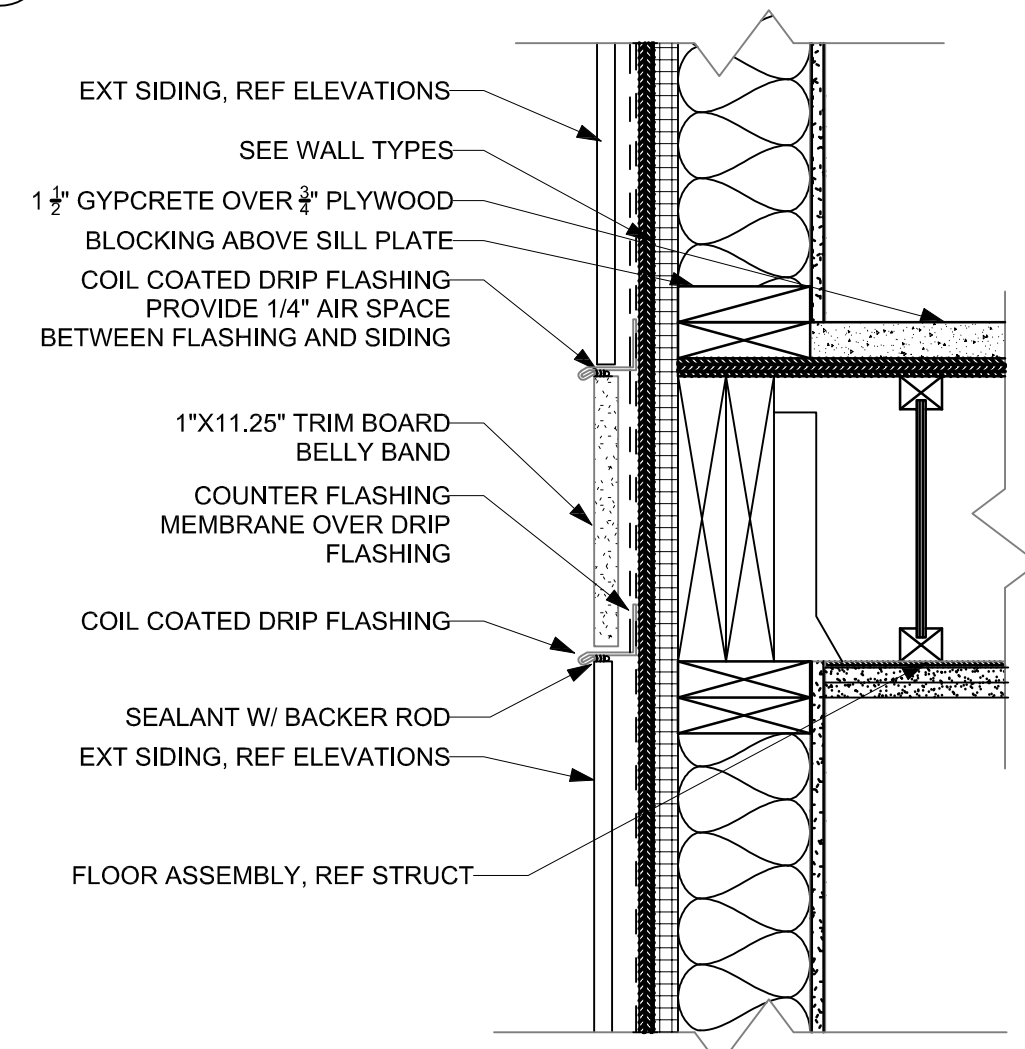 EXT SIDING, REF ELEVATIONS
SEE WALL TYPES
1 1/2" GYPCRETE OVER 3/4" PLYWOOD
BLOCKING ABOVE SILL PLATE
COIL COATED DRIP FLASHING
PROVIDE 1/4" AIR SPACE
BETWEEN FLASHING AND SIDING
1"X11.25" TRIM BOARD
BELLY BAND
COUNTER FLASHING
MEMBRANE OVER DRIP
FLASHING
COIL COATED DRIP FLASHING
SEALANT W/ BACKER ROD
EXT SIDING, REF ELEVATIONS
FLOOR ASSEMBLY, REF STRUCT